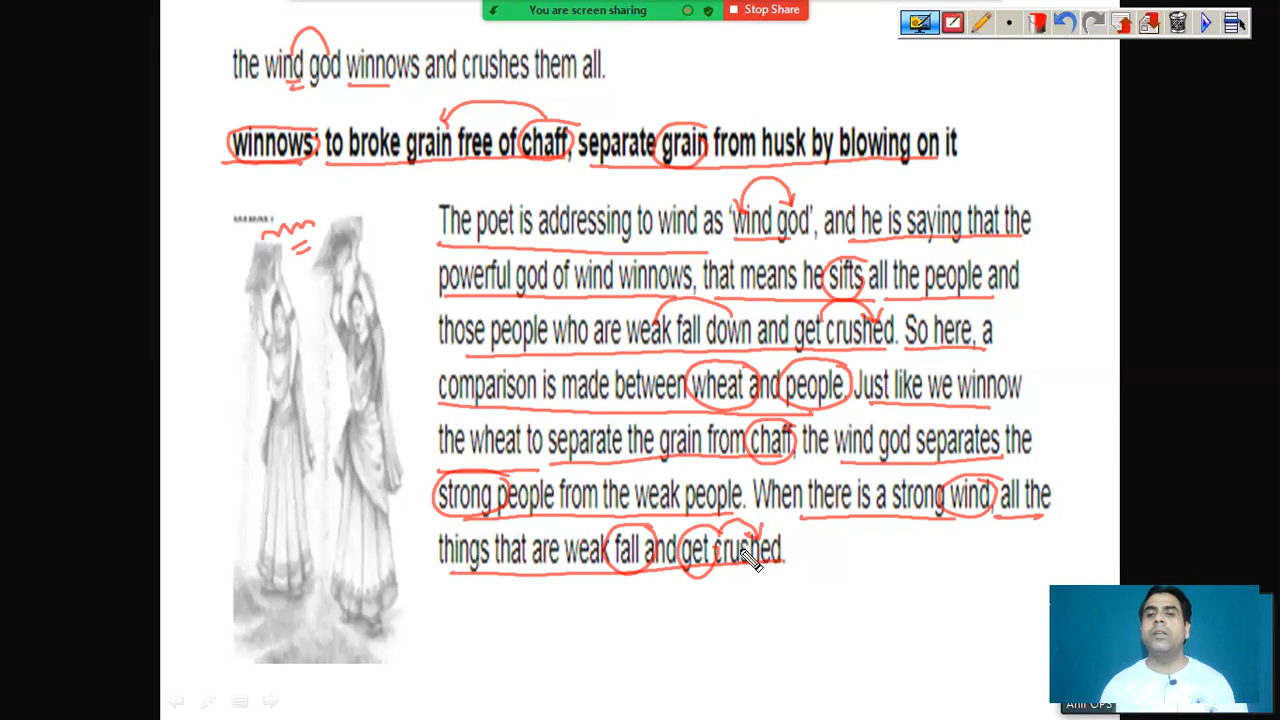 You are screen sharing
Stop Share
the wind god winnows and crushes them all.
winnows: to broke grain free of chaff, separate grain from husk by blowing on it
The poet is addressing to wind as ‘wind god’, and he is saying that the
powerful god of wind winnows, that means he sifts all the people and
those people who are weak fall down and get crushed. So here, a
comparison is made between wheat and people. Just like we winnow
the wheat to separate the grain from chaff, the wind god separates the
strong people from the weak people. When there is a strong wind, all the
things that are weak fall and get crushed.